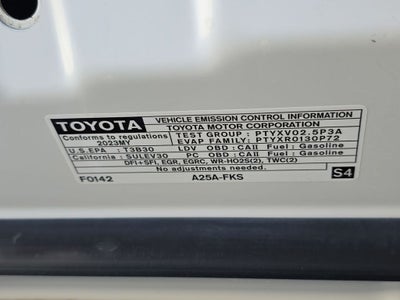 TOYOTA
VEHICLE EMISSION CONTROL INFORMATION
TOYOTA MOTOR CORPORATION
Conforms to regulations
2023MY
TEST GROUP : PTYXV02.5P3A
EVAP FAMILY: PTYXR0130P72
U.S.EPA : T3B30 LDV OBD : CAⅡ Fuel : Gasoline
California : SULEV30 PC OBD : CAⅡ Fuel : Gasoline
DFI+SFI, EGR, EGRC, WR-HO2S(2), TWC(2)
No adjustments needed.
F0142 A25A-FKS S4